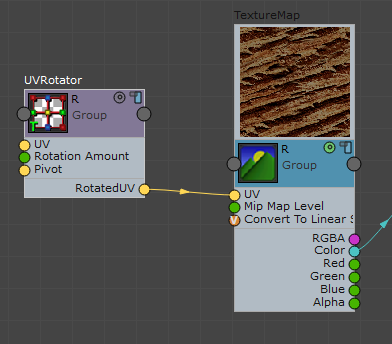 TextureMap
UVRotator
R
Group
UV
Rotation Amount
Pivot
RotatedUV
R
Group
UV
Mip Map Level
Convert To Linear S
RGBA
Color
Red
Green
Blue
Alpha